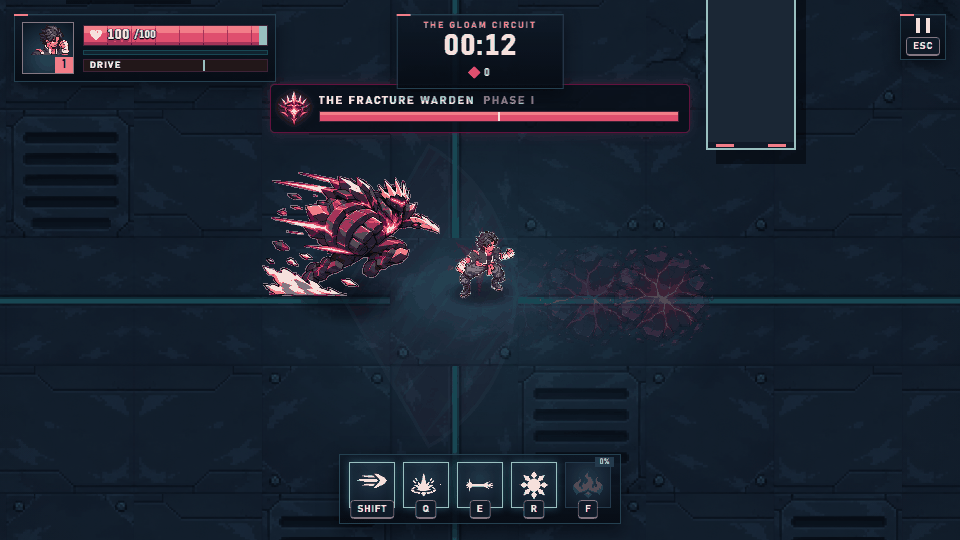 100 /100
1
DRIVE
THE GLOAM CIRCUIT
00:12
0
ESC
THE FRACTURE WARDEN PHASE I
0%
SHIFT
Q
E
R
F